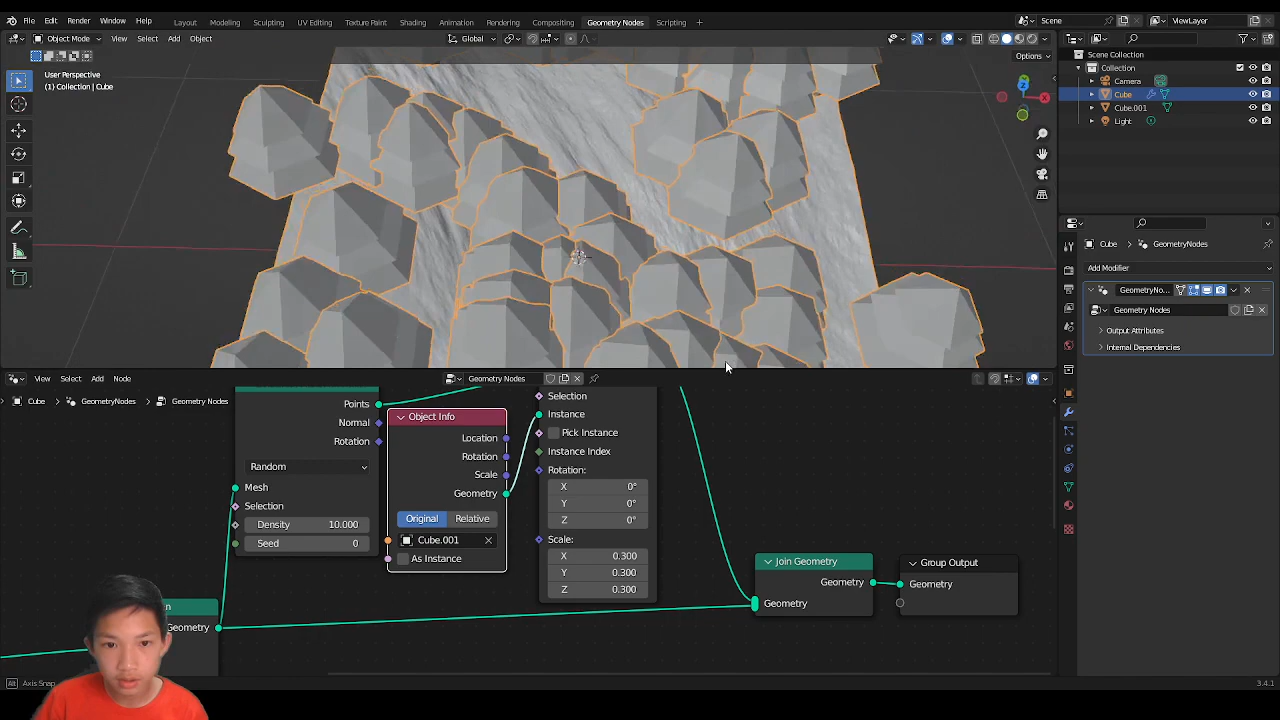 File Edit Render Window Help Layout Modeling Sculpting UV Editing Texture Paint Shading Animation Rendering Compositing Geometry Nodes Scripting + Scene ViewLayer
Object Mode View Select Add Object Global Options
User Perspective
(1) Collection | Cube
X
Scene Collection
Collection
Camera
Cube
Cube.001
Light
Cube GeometryNodes
Add Modifier
GeometryNo...
Geometry Nodes
Output Attributes
Internal Dependencies
View Select Add Node Geometry Nodes
Cube GeometryNodes Geometry Nodes
Points
Normal
Rotation
Random
Mesh
Selection
Density 10.000
Seed 0
Object Info
Location
Rotation
Scale
Geometry
Original Relative
Cube.001
As Instance
Selection
Instance
Pick Instance
Instance Index
Rotation:
X 0°
Y 0°
Z 0°
Scale:
X 0.300
Y 0.300
Z 0.300
Geometry
Join Geometry
Geometry
Geometry
Group Output
Geometry
Alt Axis Snap
3.4.1